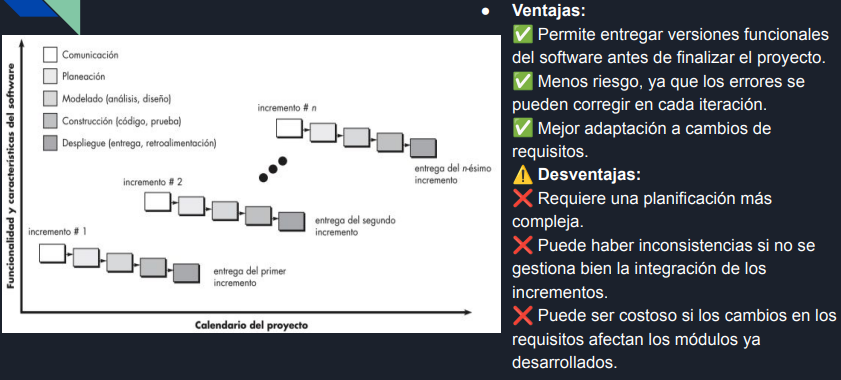 Funcionalidad y características del software
Comunicación
Planeación
Modelado (análisis, diseño)
Construcción (código, prueba)
Despliegue (entrega, retroalimentación)
incremento # n
entrega del n-ésimo
incremento
incremento # 2
entrega del segundo
incremento
incremento # 1
entrega del primer
incremento
Calendario del proyecto
● Ventajas:
✅ Permite entregar versiones funcionales
del software antes de finalizar el proyecto.
✅ Menos riesgo, ya que los errores se
pueden corregir en cada iteración.
✅ Mejor adaptación a cambios de
requisitos.
⚠️ Desventajas:
❌ Requiere una planificación más
compleja.
❌ Puede haber inconsistencias si no se
gestiona bien la integración de los
incrementos.
❌ Puede ser costoso si los cambios en los
requisitos afectan los módulos ya
desarrollados.